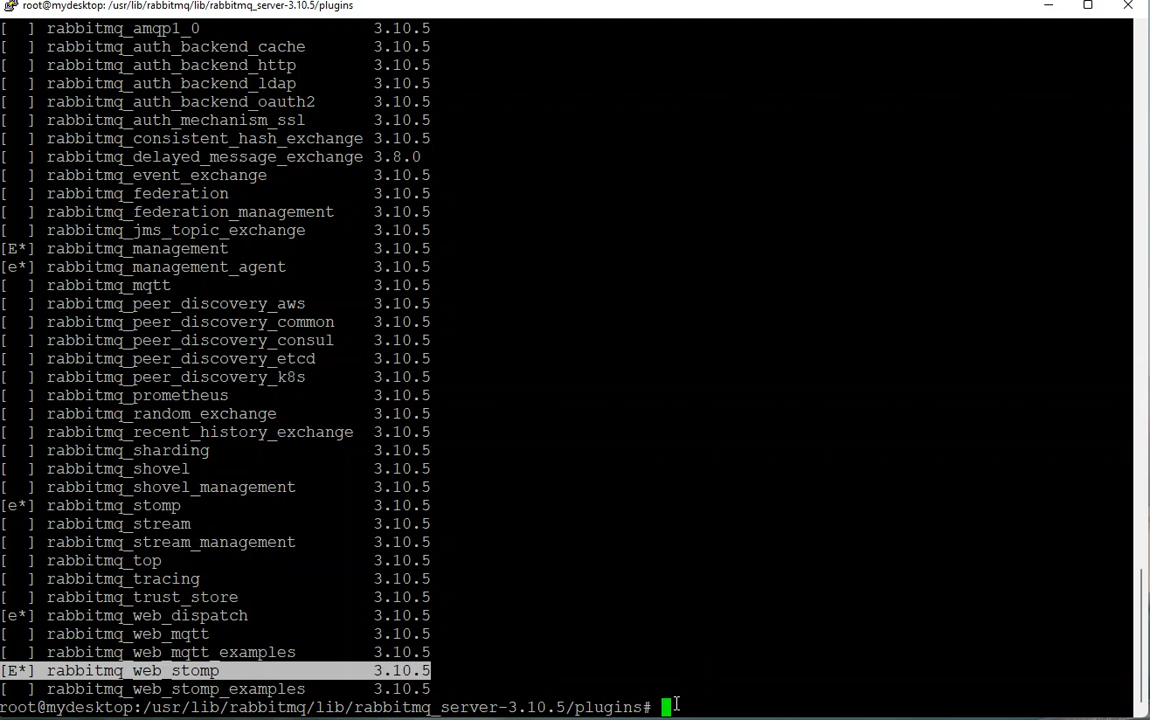 root@mydesktop: /usr/lib/rabbitmq/lib/rabbitmq_server-3.10.5/plugins
[  ] rabbitmq_amqp1_0                  3.10.5
[  ] rabbitmq_auth_backend_cache       3.10.5
[  ] rabbitmq_auth_backend_http        3.10.5
[  ] rabbitmq_auth_backend_ldap        3.10.5
[  ] rabbitmq_auth_backend_oauth2      3.10.5
[  ] rabbitmq_auth_mechanism_ssl       3.10.5
[  ] rabbitmq_consistent_hash_exchange 3.10.5
[  ] rabbitmq_delayed_message_exchange 3.8.0
[  ] rabbitmq_event_exchange           3.10.5
[  ] rabbitmq_federation               3.10.5
[  ] rabbitmq_federation_management    3.10.5
[  ] rabbitmq_jms_topic_exchange       3.10.5
[E*] rabbitmq_management               3.10.5
[e*] rabbitmq_management_agent         3.10.5
[  ] rabbitmq_mqtt                     3.10.5
[  ] rabbitmq_peer_discovery_aws       3.10.5
[  ] rabbitmq_peer_discovery_common    3.10.5
[  ] rabbitmq_peer_discovery_consul    3.10.5
[  ] rabbitmq_peer_discovery_etcd      3.10.5
[  ] rabbitmq_peer_discovery_k8s       3.10.5
[  ] rabbitmq_prometheus               3.10.5
[  ] rabbitmq_random_exchange          3.10.5
[  ] rabbitmq_recent_history_exchange  3.10.5
[  ] rabbitmq_sharding                 3.10.5
[  ] rabbitmq_shovel                   3.10.5
[  ] rabbitmq_shovel_management        3.10.5
[e*] rabbitmq_stomp                    3.10.5
[  ] rabbitmq_stream                   3.10.5
[  ] rabbitmq_stream_management        3.10.5
[  ] rabbitmq_top                      3.10.5
[  ] rabbitmq_tracing                  3.10.5
[  ] rabbitmq_trust_store              3.10.5
[e*] rabbitmq_web_dispatch             3.10.5
[  ] rabbitmq_web_mqtt                 3.10.5
[  ] rabbitmq_web_mqtt_examples        3.10.5
[E*] rabbitmq_web_stomp                3.10.5
[  ] rabbitmq_web_stomp_examples       3.10.5
root@mydesktop:/usr/lib/rabbitmq/lib/rabbitmq_server-3.10.5/plugins#